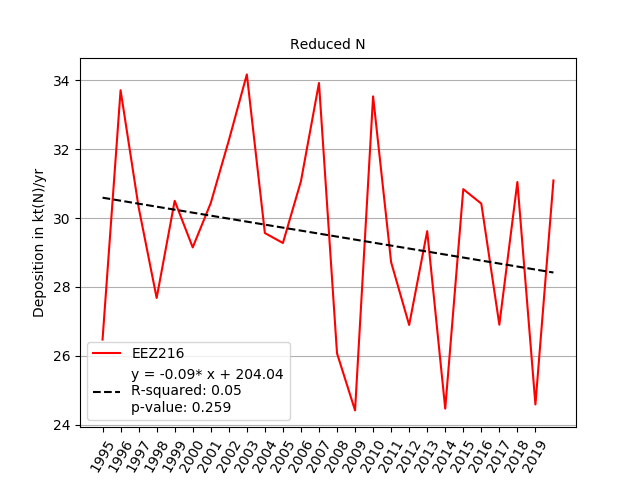 Reduced N
Deposition in kt(N)/yr
34
32
30
28
26
24
EEZ216
y = -0.09* x + 204.04
R-squared: 0.05
p-value: 0.259
1995 1996 1997 1998 1999 2000 2001 2002 2003 2004 2005 2006 2007 2008 2009 2010 2011 2012 2013 2014 2015 2016 2017 2018 2019